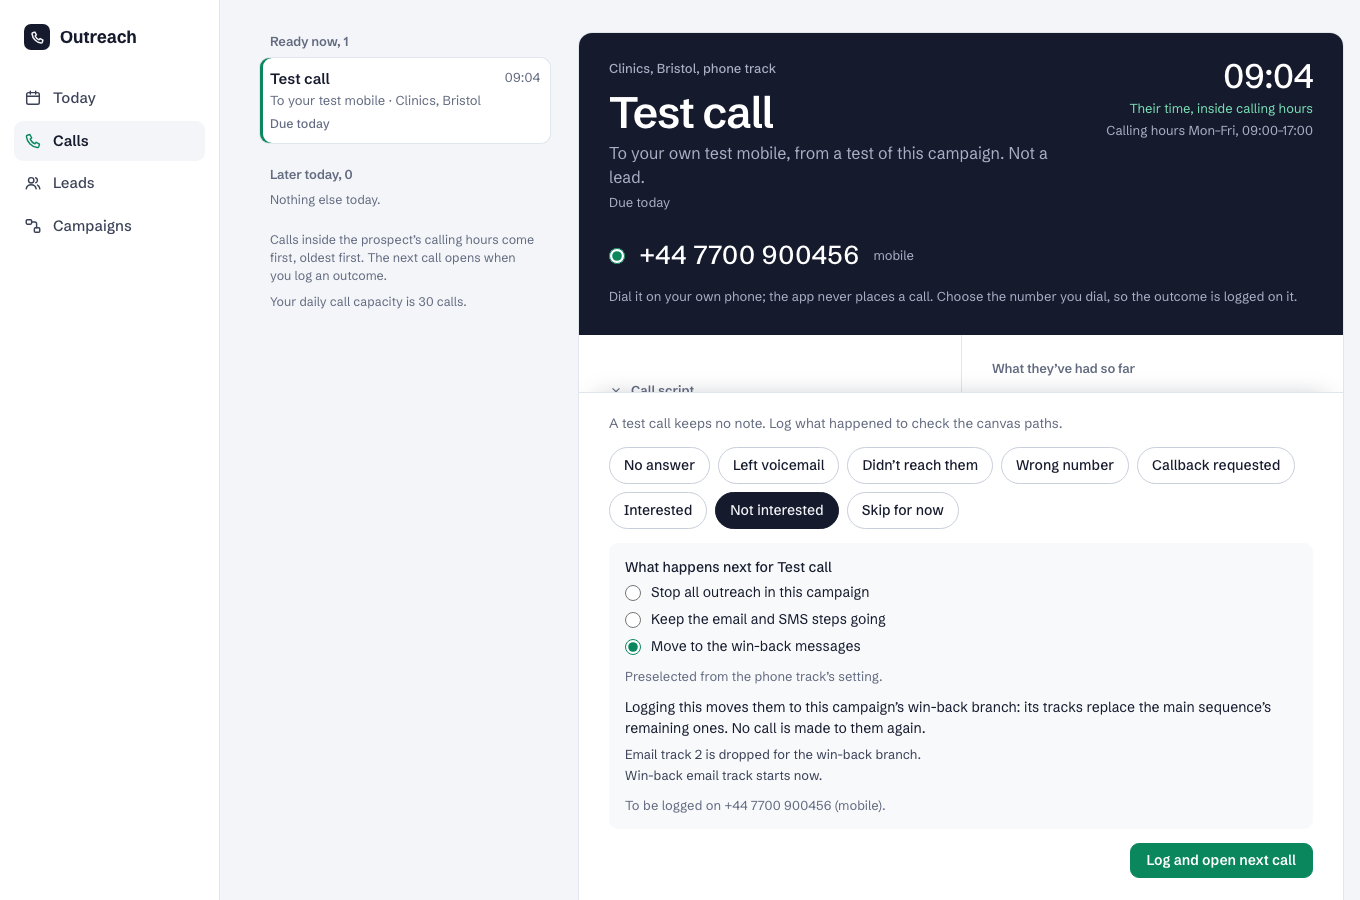 Outreach
Today
Calls
Leads
Campaigns
Ready now, 1
Test call
09:04
To your test mobile · Clinics, Bristol
Due today
Later today, 0
Nothing else today.
Calls inside the prospect’s calling hours come
first, oldest first. The next call opens when
you log an outcome.
Your daily call capacity is 30 calls.
Clinics, Bristol, phone track
Test call
To your own test mobile, from a test of this campaign. Not a
lead.
Due today
09:04
Their time, inside calling hours
Calling hours Mon–Fri, 09:00–17:00
+44 7700 900456 mobile
Dial it on your own phone; the app never places a call. Choose the number you dial, so the outcome is logged on it.
Call script
What they’ve had so far
A test call keeps no note. Log what happened to check the canvas paths.
No answer
Left voicemail
Didn’t reach them
Wrong number
Callback requested
Interested
Not interested
Skip for now
What happens next for Test call
Stop all outreach in this campaign
Keep the email and SMS steps going
Move to the win-back messages
Preselected from the phone track’s setting.
Logging this moves them to this campaign’s win-back branch: its tracks replace the main sequence’s
remaining ones. No call is made to them again.
Email track 2 is dropped for the win-back branch.
Win-back email track starts now.
To be logged on +44 7700 900456 (mobile).
Log and open next call